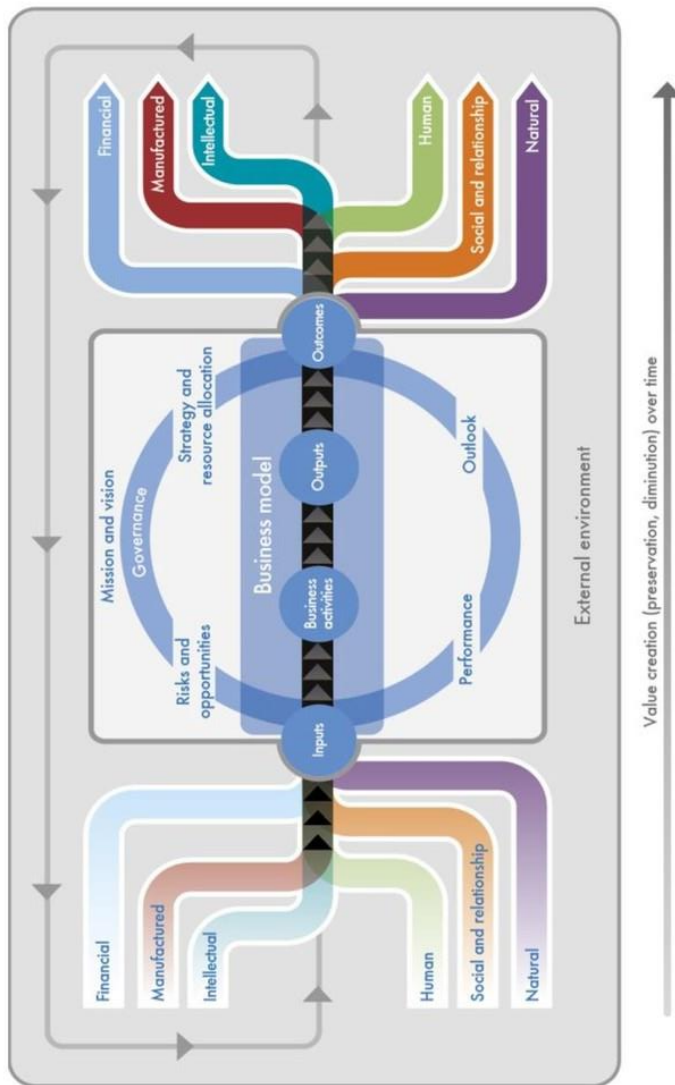 Financial
Manufactured
Intellectual
Human
Social and relationship
Natural
Mission and vision
Governance
Risks and
opportunities
Strategy and
resource allocation
Business model
Inputs
Business
activities
Outputs
Outcomes
Performance
Outlook
Financial
Manufactured
Intellectual
Human
Social and relationship
Natural
External environment
Value creation (preservation, diminution) over time